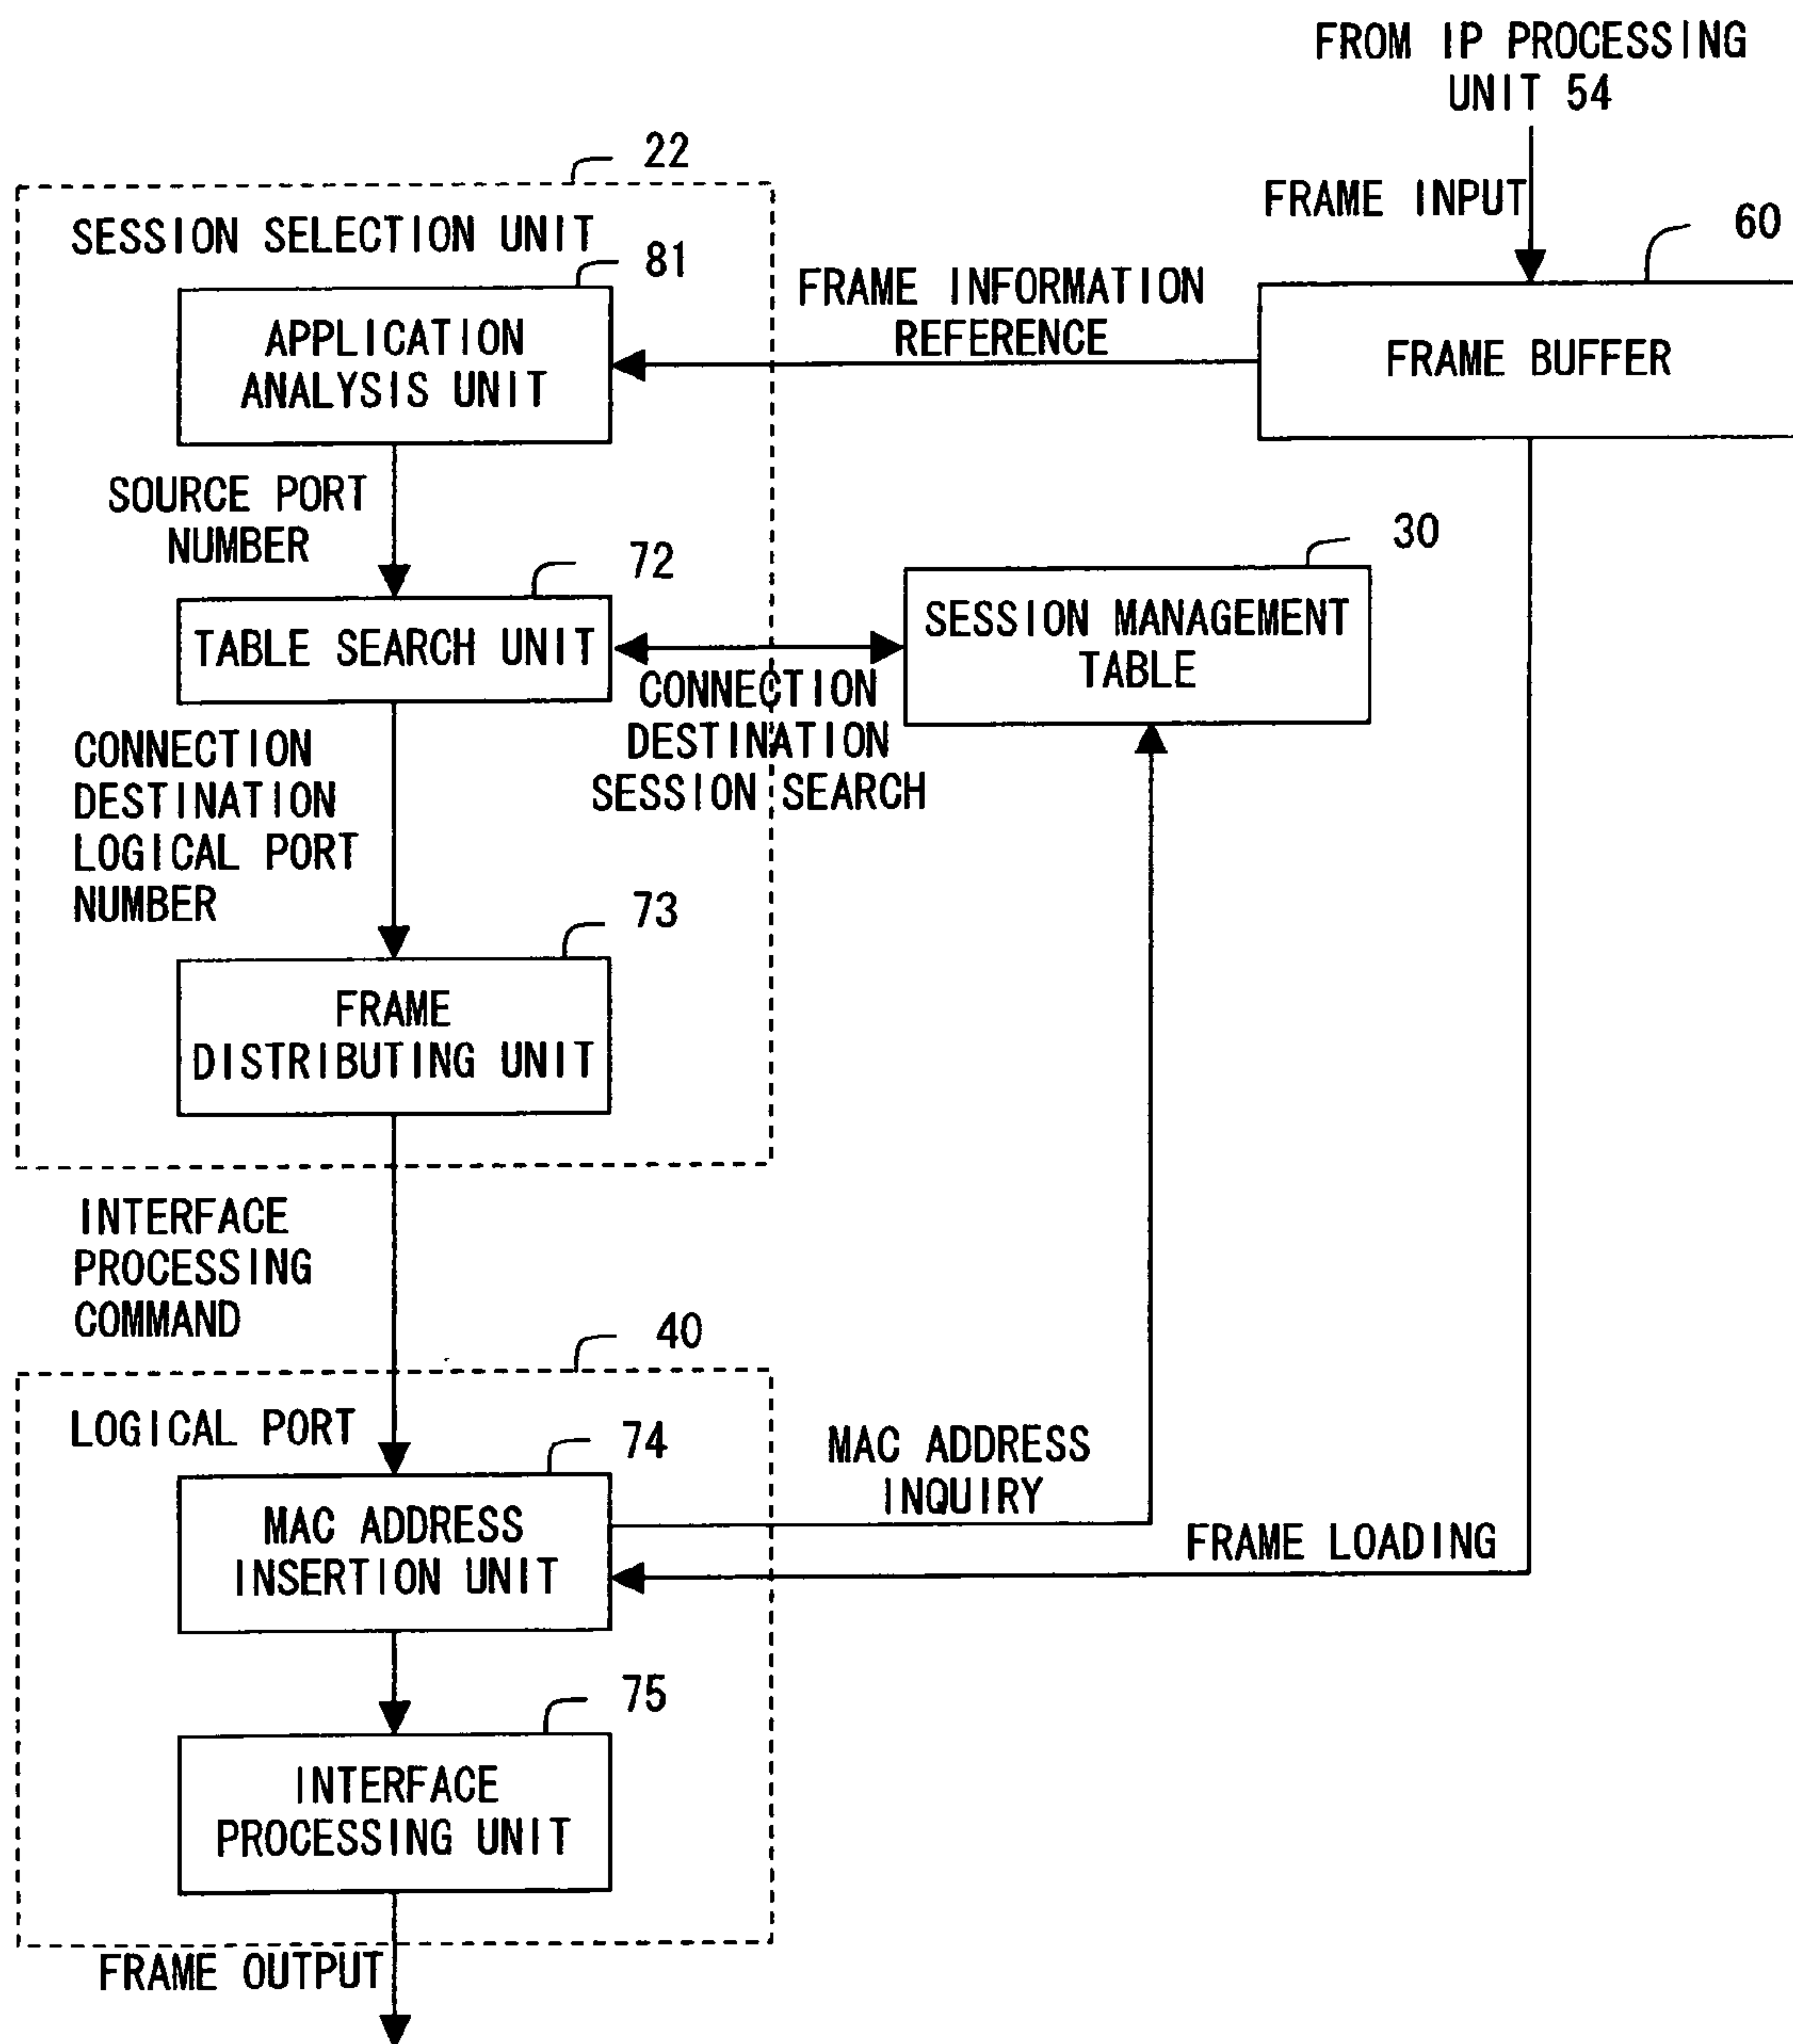 FROM IP PROCESSING
UNIT 54
FRAME INPUT
60
FRAME BUFFER
22
SESSION SELECTION UNIT
81
APPLICATION
ANALYSIS UNIT
FRAME INFORMATION
REFERENCE
SOURCE PORT
NUMBER
72
TABLE SEARCH UNIT
30
SESSION MANAGEMENT
TABLE
CONNECTION
DESTINATION
SESSION SEARCH
CONNECTION
DESTINATION
LOGICAL PORT
NUMBER
73
FRAME
DISTRIBUTING UNIT
INTERFACE
PROCESSING
COMMAND
40
LOGICAL PORT
74
MAC ADDRESS
INSERTION UNIT
MAC ADDRESS
INQUIRY
FRAME LOADING
75
INTERFACE
PROCESSING UNIT
FRAME OUTPUT